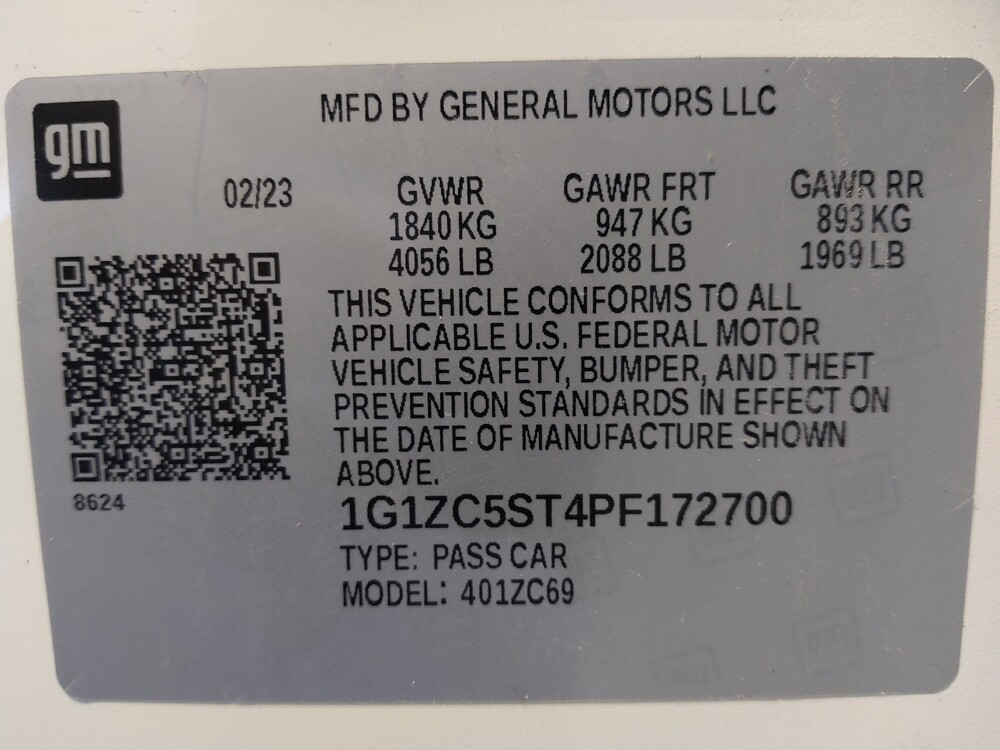 gm
MFD BY GENERAL MOTORS LLC
02/23
GVWR GAWR FRT GAWR RR
1840 KG 947 KG 893 KG
4056 LB 2088 LB 1969 LB
THIS VEHICLE CONFORMS TO ALL
APPLICABLE U.S. FEDERAL MOTOR
VEHICLE SAFETY, BUMPER, AND THEFT
PREVENTION STANDARDS IN EFFECT ON
THE DATE OF MANUFACTURE SHOWN
ABOVE.
8624
1G1ZC5ST4PF172700
TYPE: PASS CAR
MODEL: 401ZC69